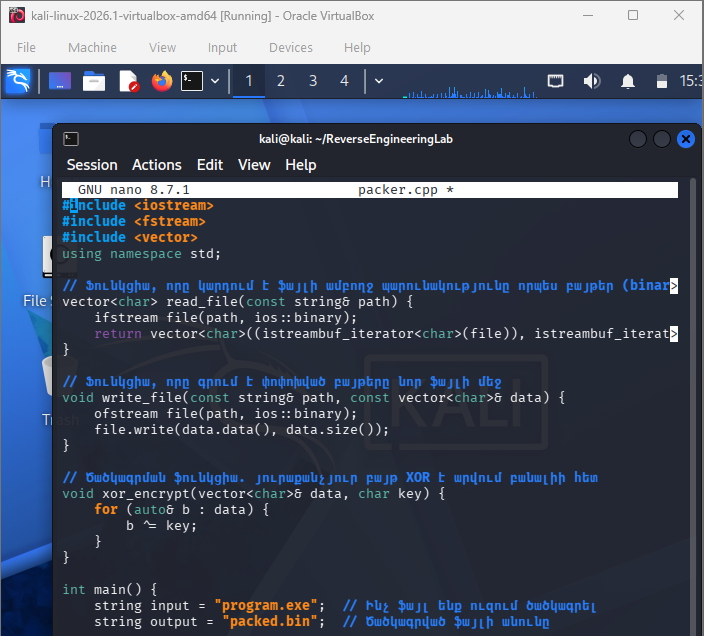 kali-linux-2026.1-virtualbox-amd64 [Running] - Oracle VirtualBox
File Machine View Input Devices Help
1 2 3 4
kali@kali: ~/ReverseEngineeringLab
Session Actions Edit View Help
GNU nano 8.7.1 packer.cpp *
#include <iostream>
#include <fstream>
#include <vector>
using namespace std;
// Ֆունկցիա, որը կարդում է ֆայլի ամբողջ պարունակությունը որպես բայթեր (binar>
vector<char> read_file(const string& path) {
ifstream file(path, ios::binary);
return vector<char>((istreambuf_iterator<char>(file)), istreambuf_iterat>
}
// Ֆունկցիա, որը գրում է փոփոխված բայթերը նոր ֆայլի մեջ
void write_file(const string& path, const vector<char>& data) {
ofstream file(path, ios::binary);
file.write(data.data(), data.size());
}
// Ծածկագրման ֆունկցիա. յուրաքանչյուր բայթ XOR է արվում բանալիի հետ
void xor_encrypt(vector<char>& data, char key) {
for (auto& b : data) {
b ^= key;
}
}
int main() {
string input = "program.exe"; // Ինչ ֆայլ ենք ուզում ծածկագրել
string output = "packed.bin"; // Ծածկագրված ֆայլի անունը
KALI